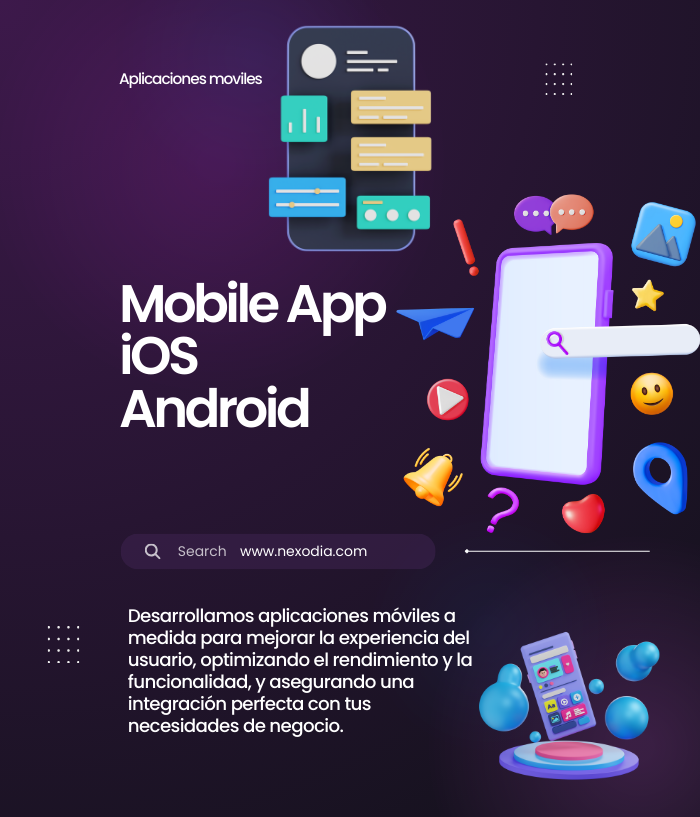 Aplicaciones moviles
Mobile App
iOS
Android
Search www.nexodia.com
Desarrollamos aplicaciones móviles a
medida para mejorar la experiencia del
usuario, optimizando el rendimiento y la
funcionalidad, y asegurando una
integración perfecta con tus
necesidades de negocio.